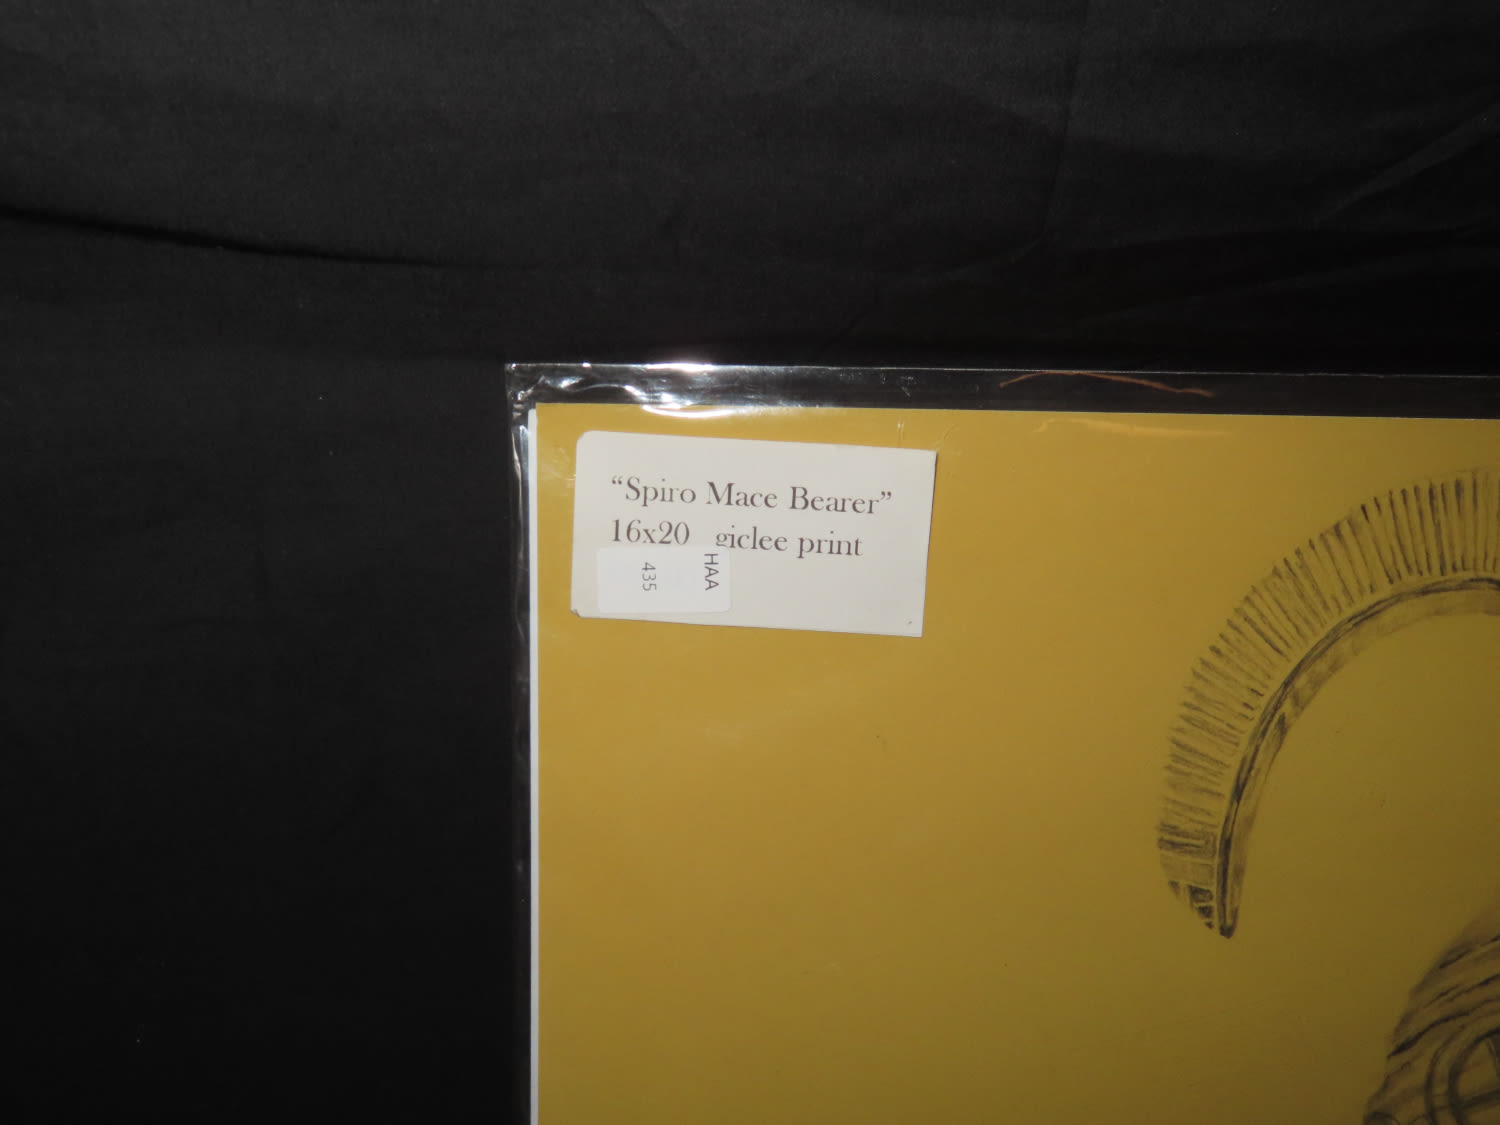 “Spiro Mace Bearer”
16x20 giclee print
HAA
435